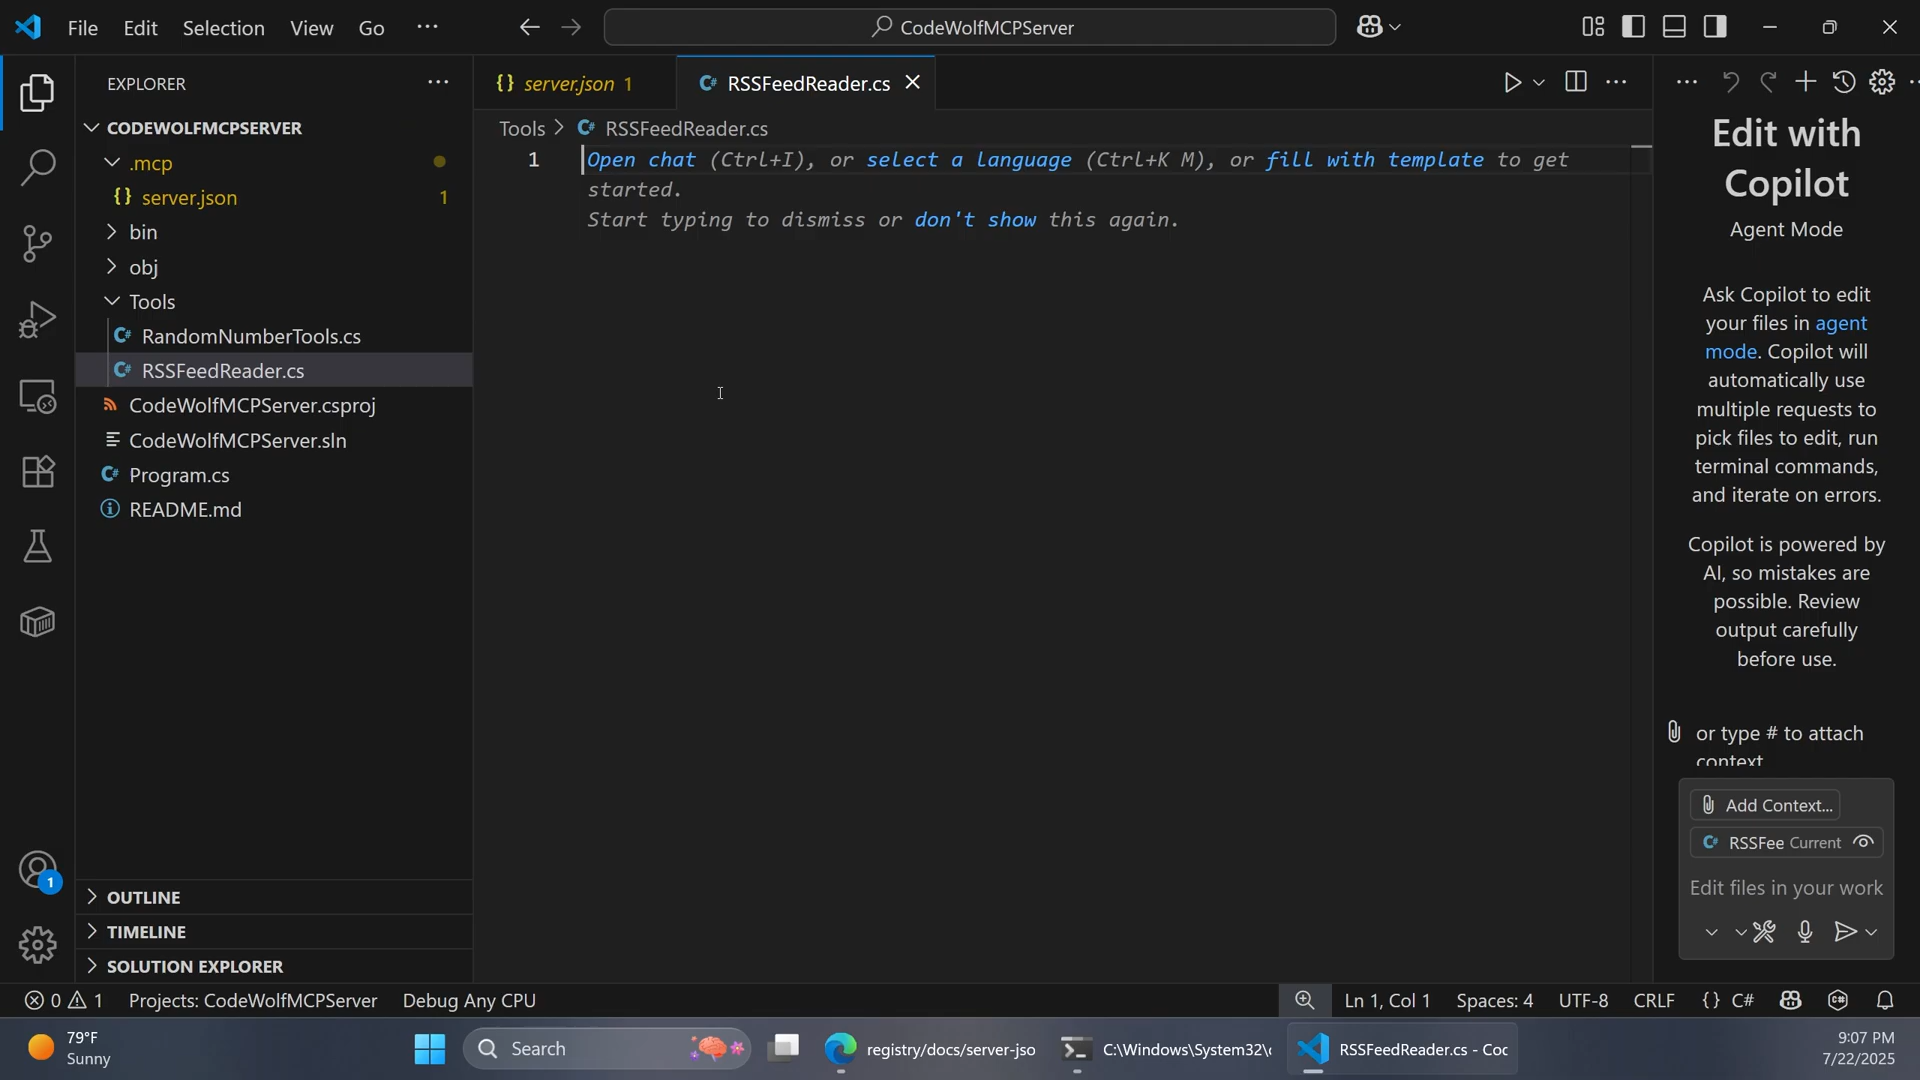 File Edit Selection View Go ···
CodeWolfMCPServer
EXPLORER
CODEWOLFMCPSERVER
.mcp
{} server.json 1
bin
obj
Tools
C# RandomNumberTools.cs
C# RSSFeedReader.cs
CodeWolfMCPServer.csproj
CodeWolfMCPServer.sln
C# Program.cs
README.md
OUTLINE
TIMELINE
SOLUTION EXPLORER
{} server.json 1
C# RSSFeedReader.cs
Tools > C# RSSFeedReader.cs
1
Open chat (Ctrl+I), or select a language (Ctrl+K M), or fill with template to get
started.
Start typing to dismiss or don't show this again.
Edit with
Copilot
Agent Mode
Ask Copilot to edit
your files in agent
mode. Copilot will
automatically use
multiple requests to
pick files to edit, run
terminal commands,
and iterate on errors.
Copilot is powered by
AI, so mistakes are
possible. Review
output carefully
before use.
or type # to attach
context
Add Context...
C# RSSFee Current
Edit files in your work
1
0 1 Projects: CodeWolfMCPServer Debug Any CPU
Ln 1, Col 1 Spaces: 4 UTF-8 CRLF {} C#
79°F
Sunny
Search
registry/docs/server-jso
C:\Windows\System32\c
RSSFeedReader.cs - Coc
9:07 PM
7/22/2025